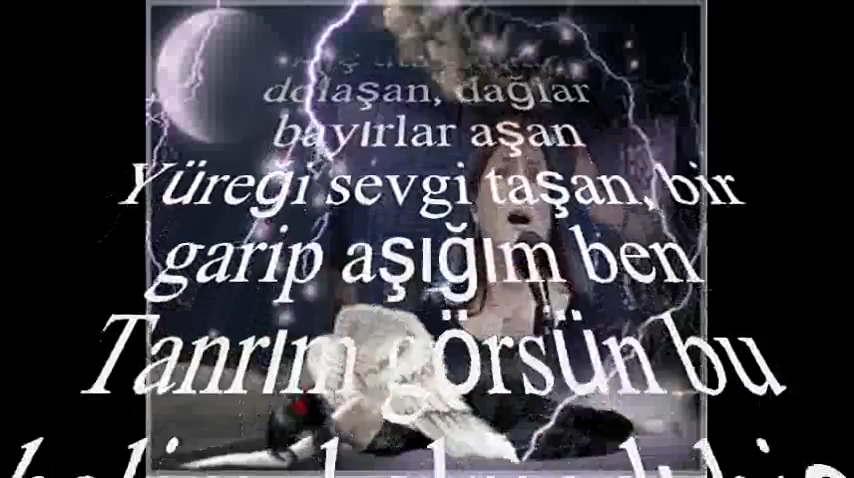 dolaşan, dağlar
bayırlar aşan
Yüreği sevgi taşan, bir
garip aşığım ben
Tanrım görsün bu